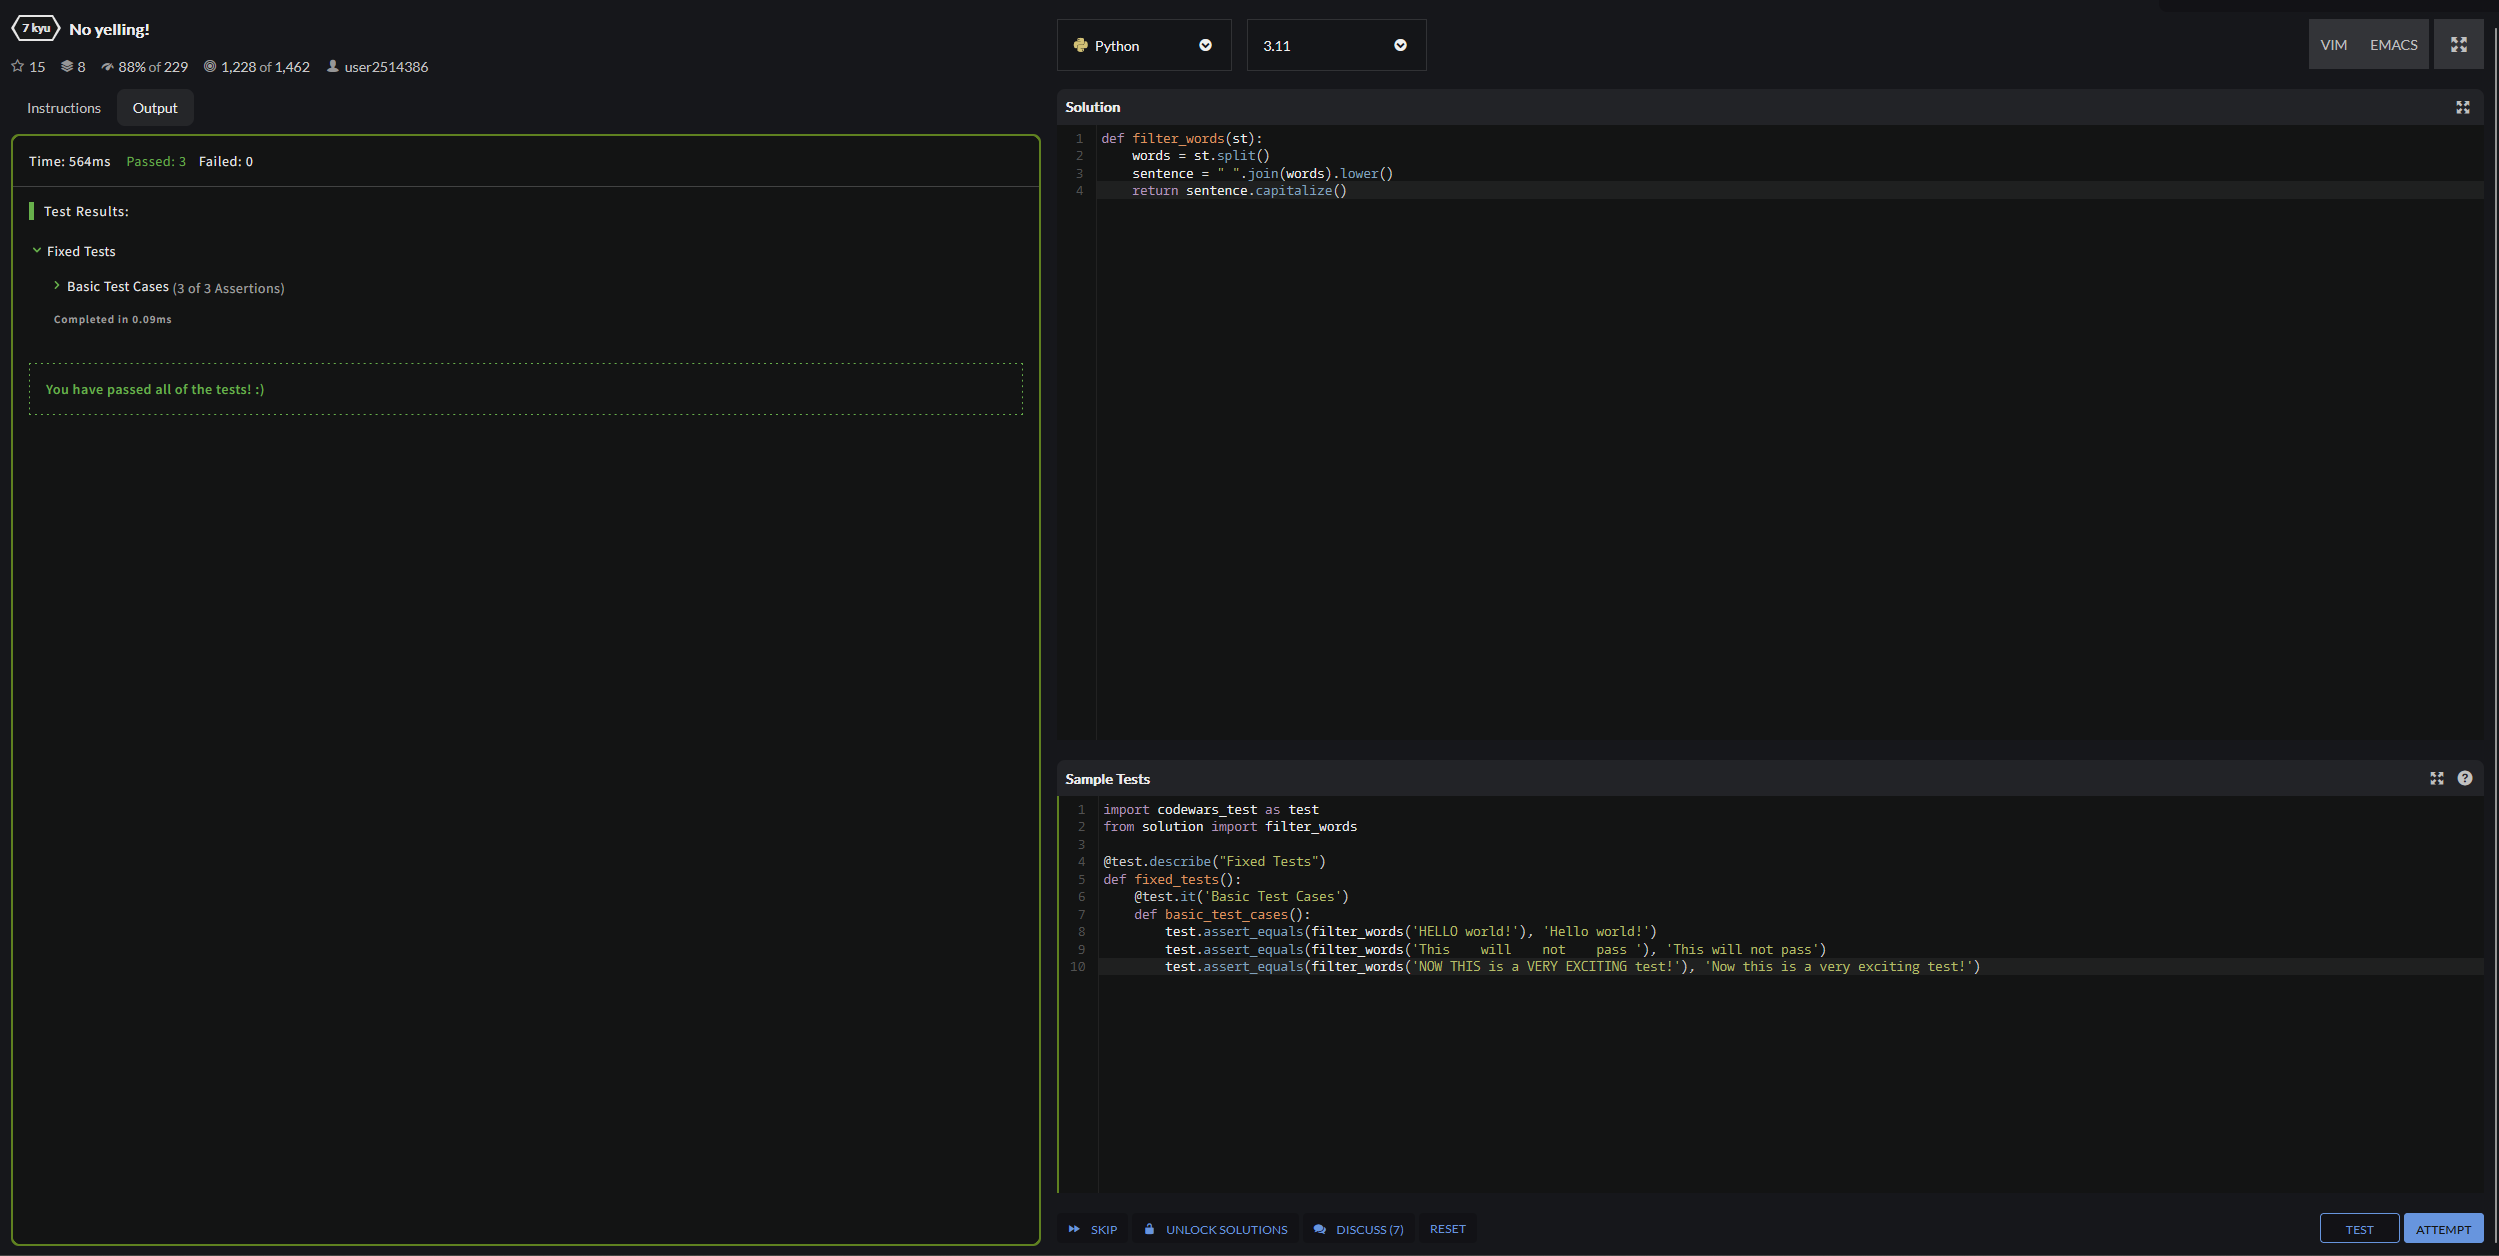 7 kyu No yelling!
15 8 88% of 229 1,228 of 1,462 user2514386
Instructions Output
Time: 564ms Passed: 3 Failed: 0
Test Results:
Fixed Tests
Basic Test Cases (3 of 3 Assertions)
Completed in 0.09ms
You have passed all of the tests! :)
Python 3.11 VIM EMACS
Solution
1 def filter_words(st):
2     words = st.split()
3     sentence = " ".join(words).lower()
4     return sentence.capitalize()
Sample Tests ?
1 import codewars_test as test
2 from solution import filter_words
3
4 @test.describe("Fixed Tests")
5 def fixed_tests():
6     @test.it('Basic Test Cases')
7     def basic_test_cases():
8         test.assert_equals(filter_words('HELLO world!'), 'Hello world!')
9         test.assert_equals(filter_words('This    will    not    pass '), 'This will not pass')
10         test.assert_equals(filter_words('NOW THIS is a VERY EXCITING test!'), 'Now this is a very exciting test!')
SKIP UNLOCK SOLUTIONS DISCUSS (7) RESET TEST ATTEMPT